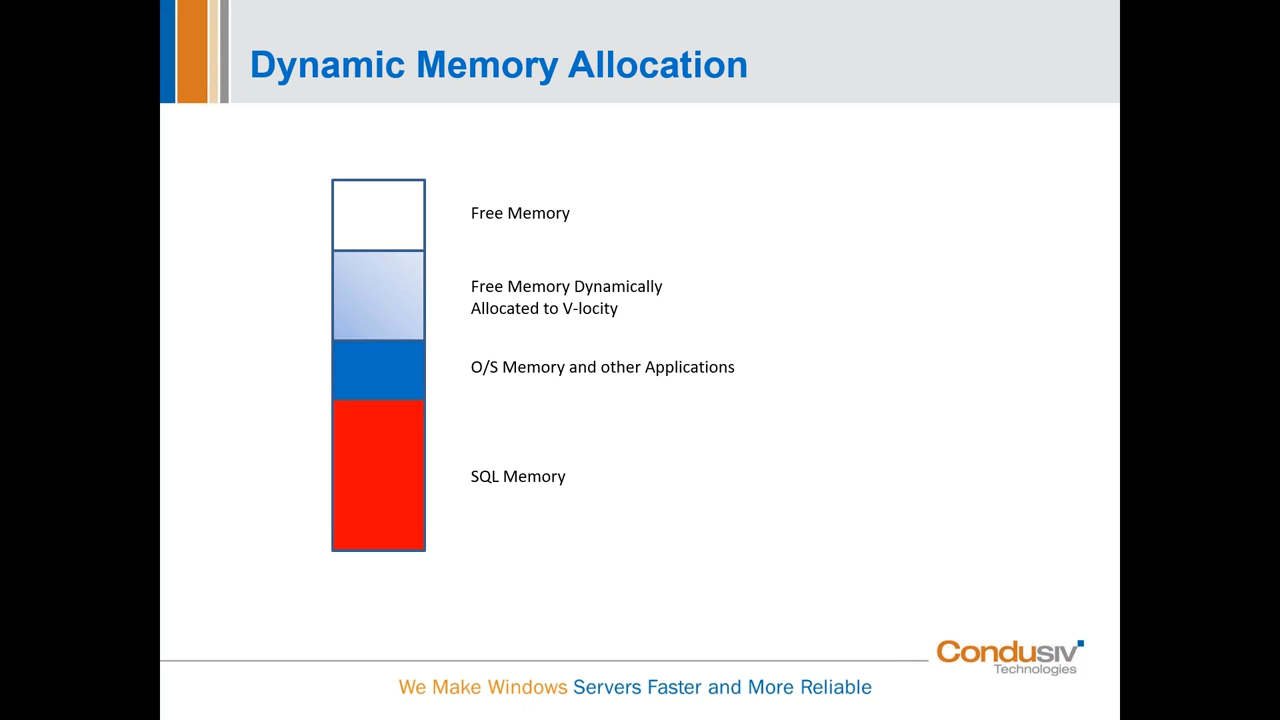 Dynamic Memory Allocation
Free Memory
Free Memory Dynamically
Allocated to V-locity
O/S Memory and other Applications
SQL Memory
Condusiv
Technologies
We Make Windows Servers Faster and More Reliable